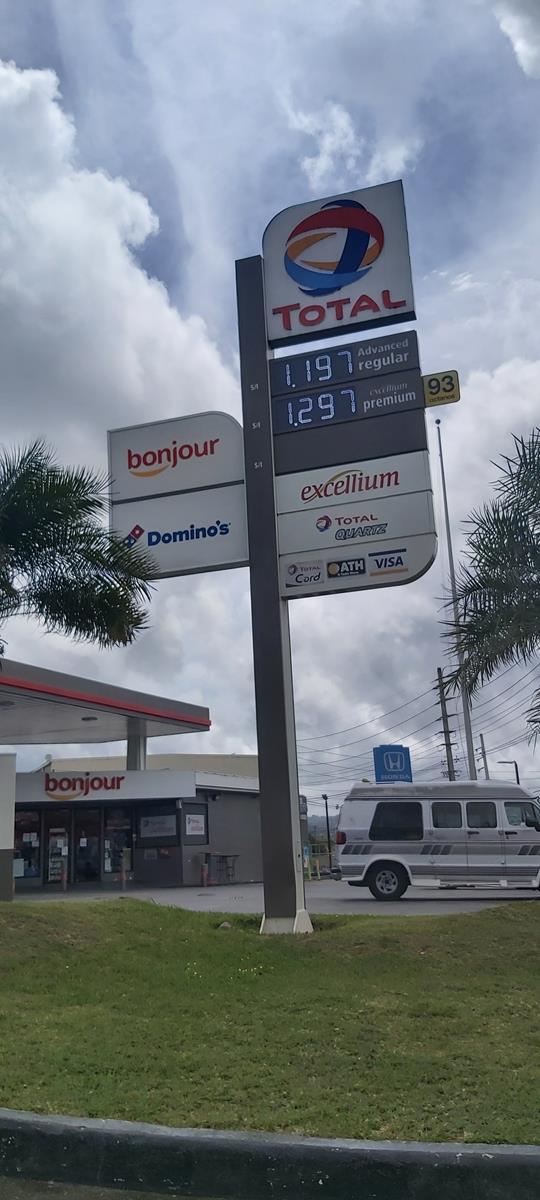 TOTAL
1.197 Advanced regular
$/l
1.297 excellium premium
$/l
93
octanos
$/l
bonjour
Domino's
excellium
TOTAL
QUARTZ
TOTAL
Card
ATH
VISA
bonjour
HONDA